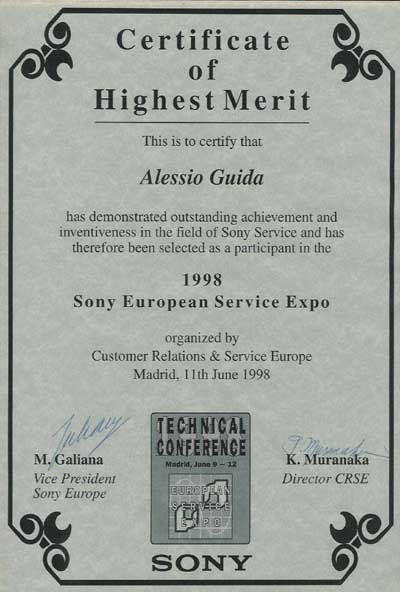 Certificate
of
Highest Merit
This is to certify that
Alessio Guida
has demonstrated outstanding achievement and
inventiveness in the field of Sony Service and has
therefore been selected as a participant in the
1998
Sony European Service Expo
organized by
Customer Relations & Service Europe
Madrid, 11th June 1998
TECHNICAL
CONFERENCE
Madrid, June 9 – 12
EUROPEAN
SERVICE
EXPO
M. Galiana
Vice President
Sony Europe
K. Muranaka
Director CRSE
SONY